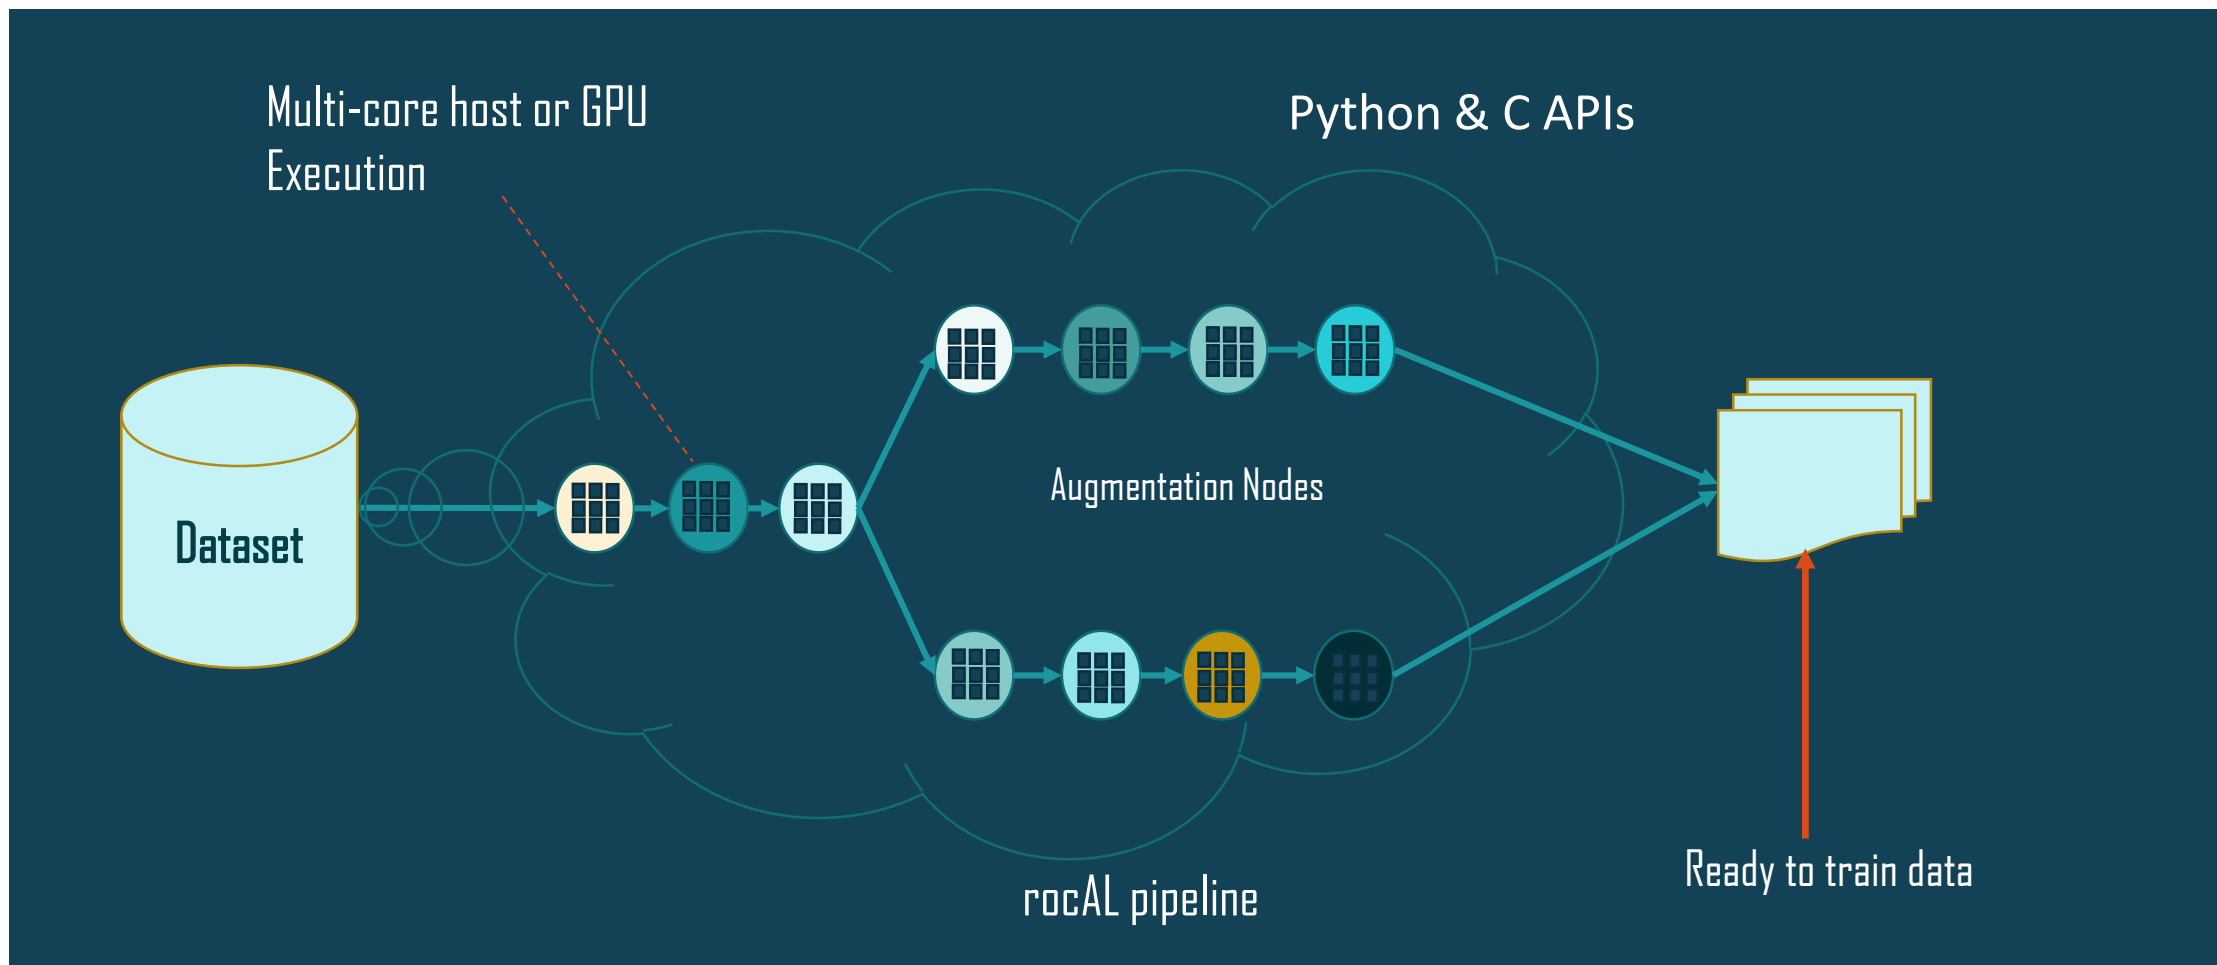 Multi-core host or GPU
Execution
Python & C APIs
Dataset
Augmentation Nodes
rocAL pipeline
Ready to train data